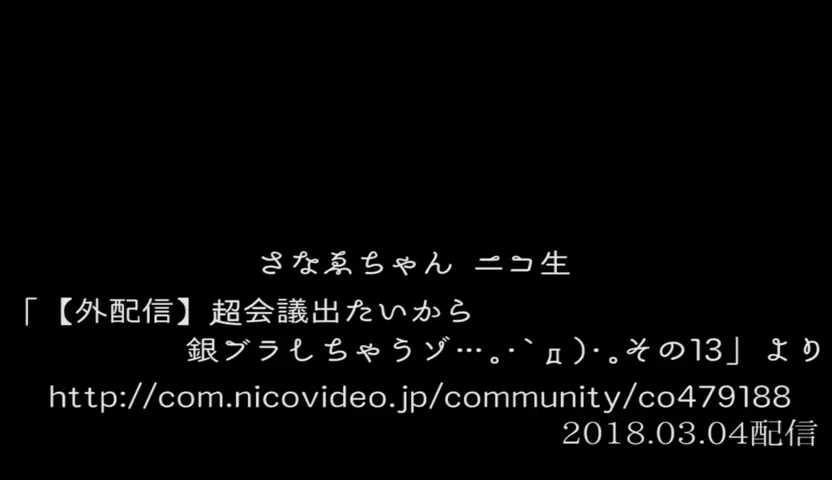 さなゑちゃん ニコ生
「【外配信】超会議出たいから
銀ブラしちゃうゾ…｡･`д)･｡その13」より
http://com.nicovideo.jp/community/co479188
2018.03.04配信